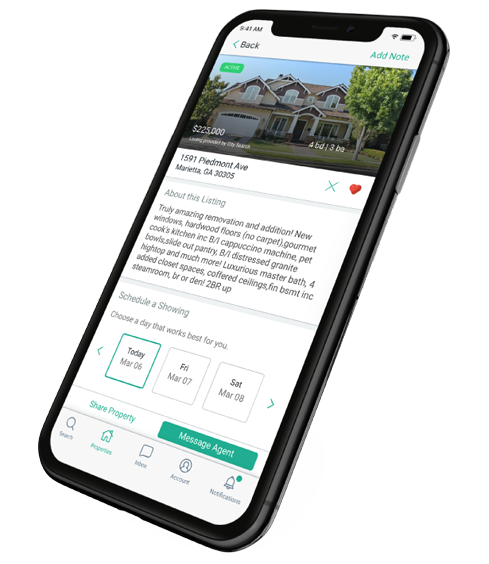 9:41 AM
Back
Add Note
ACTIVE
$225,000
Listing provided by City Search
4 bd | 3 ba
1591 Piedmont Ave
Marietta, GA 30305
About this Listing
Truly amazing removation and addition! New
windows, hardwood floors (no carpet),gourmet
cook's kitchen inc B/I cappuccino machine, pet
bowls,slide out pantry, B/I distressed granite
hightop and much more! Luxurious master bath, 4
added closet spaces, coffered ceilings,fin bsmt inc
steamroom, br or den! 2BR up
Schedule a Showing
Choose a day that works best for you.
Today
Mar 06
Fri
Mar 07
Sat
Mar 08
Share Property
Message Agent
Search
Properties
Inbox
Account
Notifications